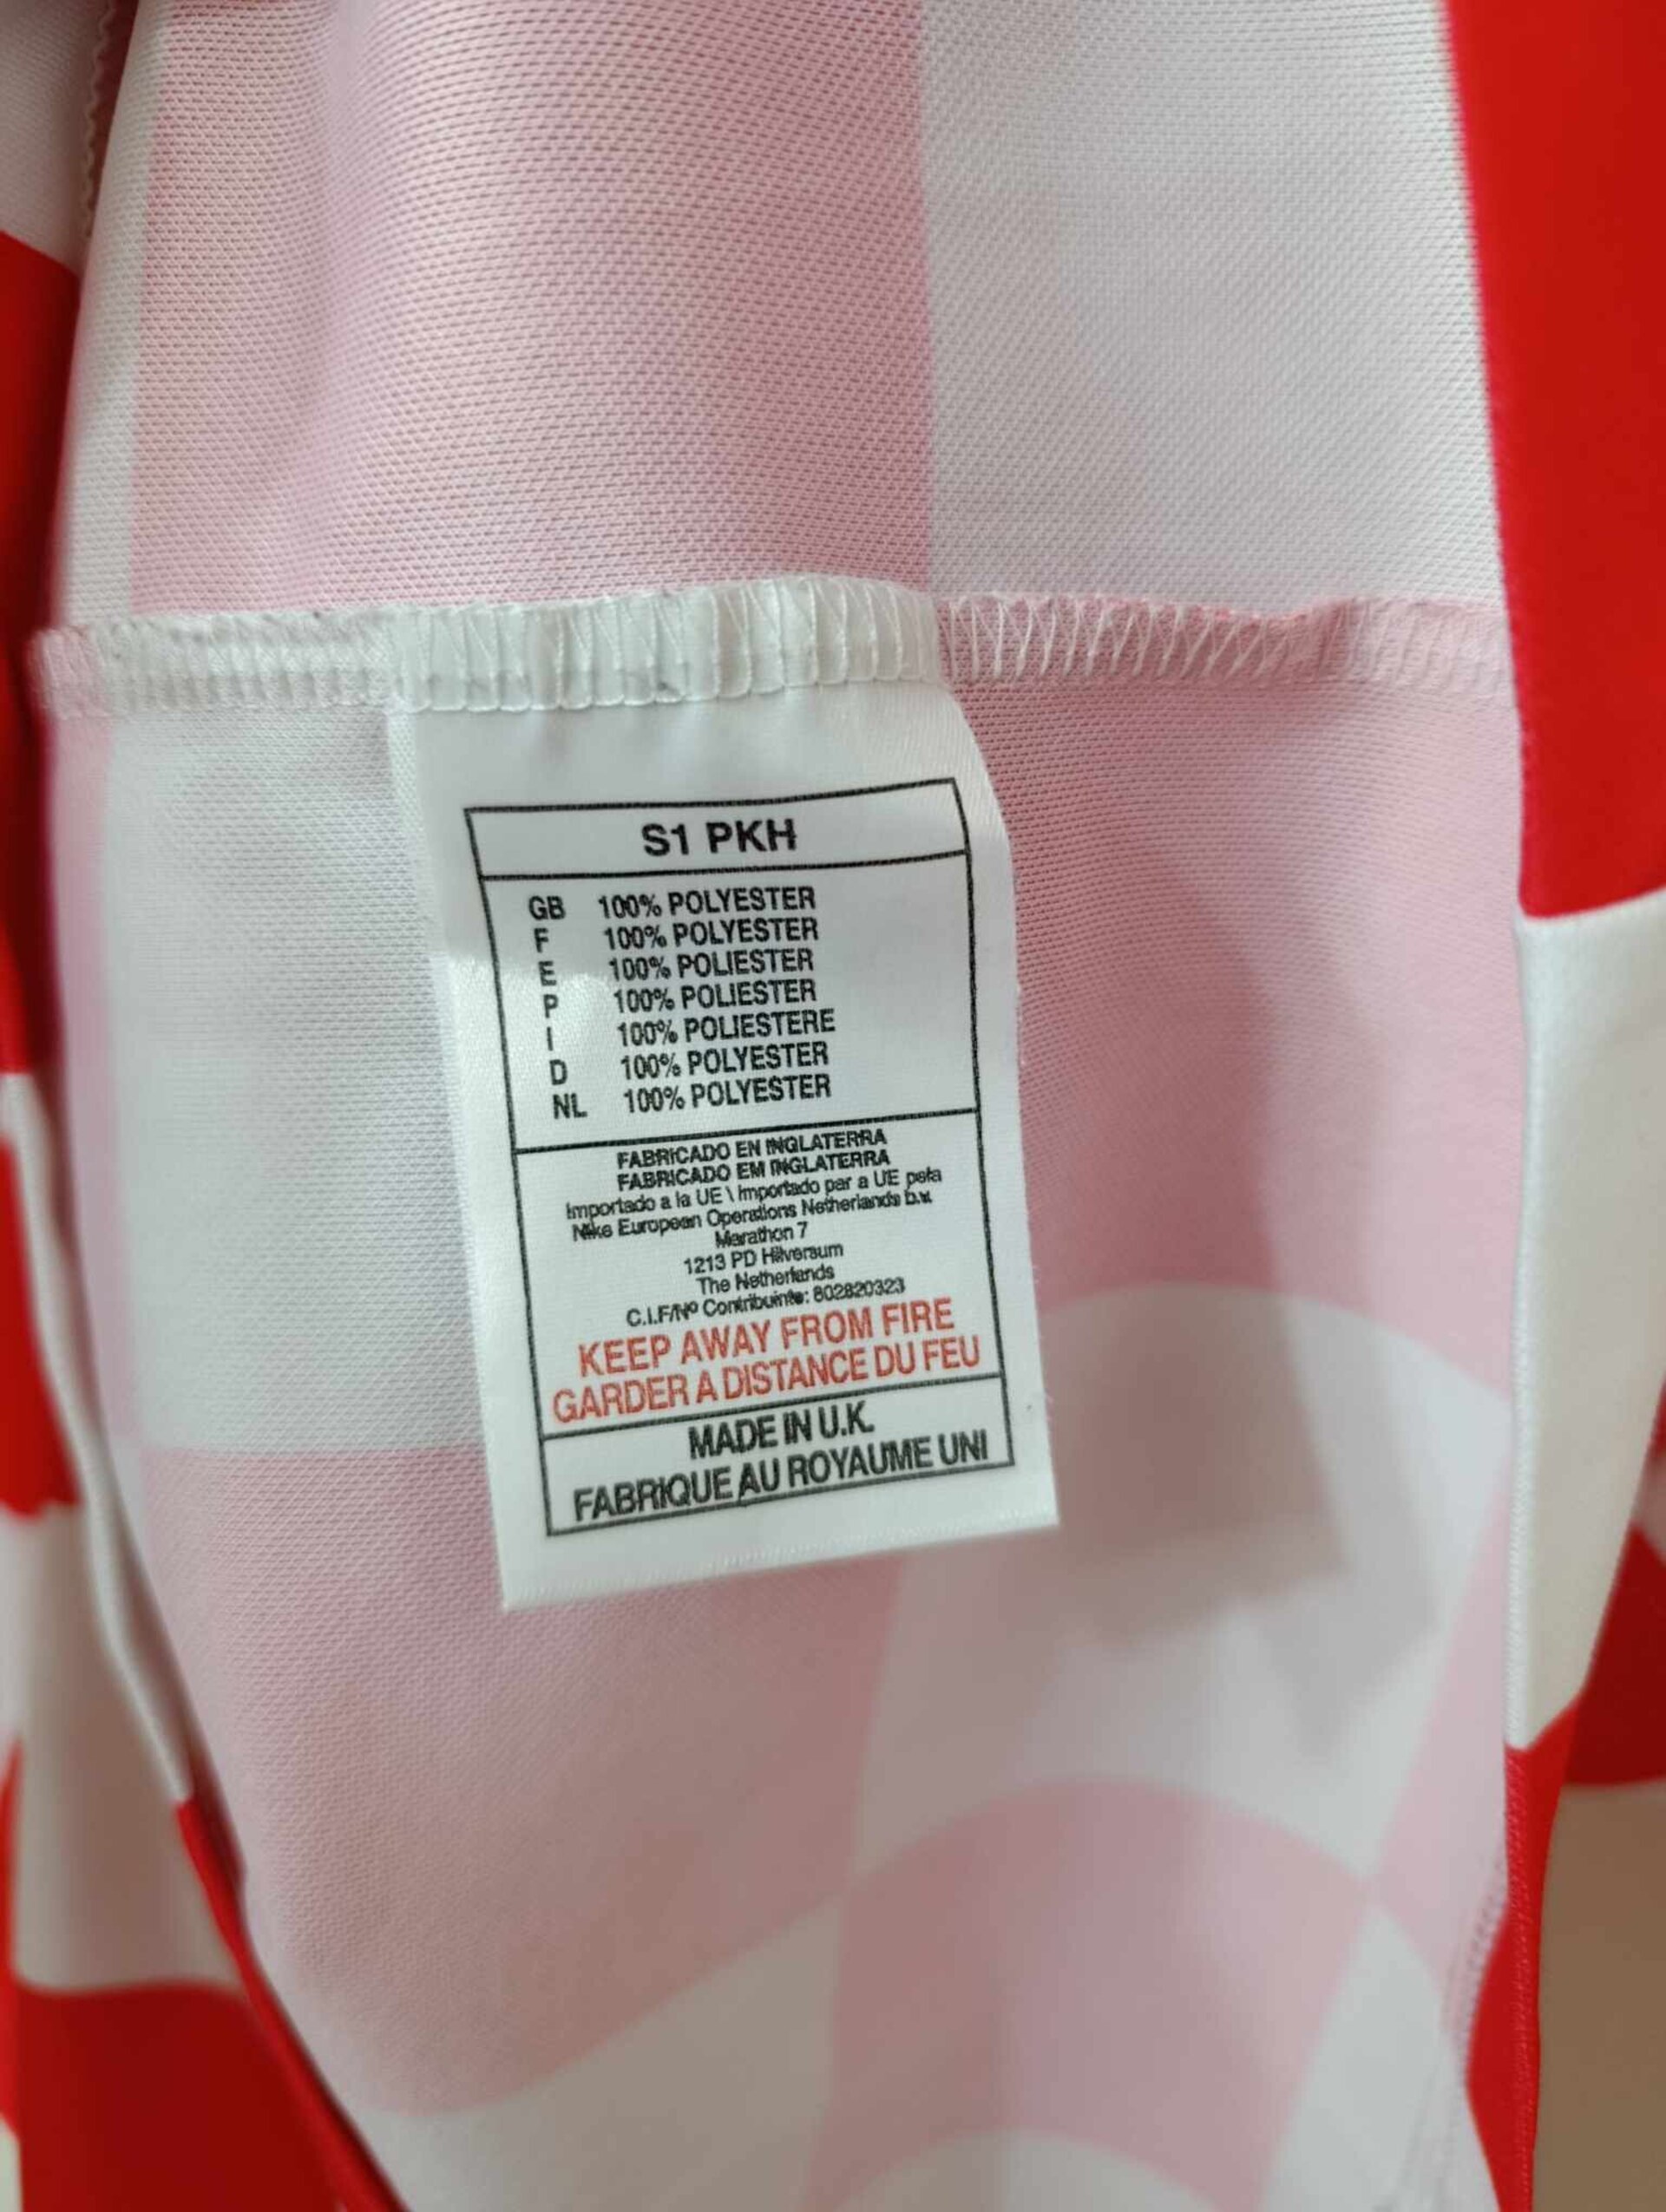 S1 PKH
GB 100% POLYESTER
F 100% POLYESTER
E 100% POLIESTER
P 100% POLIESTER
I 100% POLIESTERE
D 100% POLYESTER
NL 100% POLYESTER
FABRICADO EN INGLATERRA
FABRICADO EM INGLATERRA
Importado a la UE \ Importado par a UE pela
Nike European Operations Netherlands b.v.
Marathon 7
1213 PD Hilversum
The Netherlands
C.I.F/Nº Contribuinte: 802820323
KEEP AWAY FROM FIRE
GARDER A DISTANCE DU FEU
MADE IN U.K.
FABRIQUE AU ROYAUME UNI